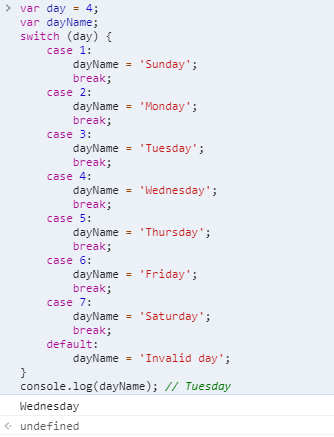 var day = 4;
var dayName;
switch (day) {
    case 1:
        dayName = 'Sunday';
        break;
    case 2:
        dayName = 'Monday';
        break;
    case 3:
        dayName = 'Tuesday';
        break;
    case 4:
        dayName = 'Wednesday';
        break;
    case 5:
        dayName = 'Thursday';
        break;
    case 6:
        dayName = 'Friday';
        break;
    case 7:
        dayName = 'Saturday';
        break;
    default:
        dayName = 'Invalid day';
}
console.log(dayName); // Tuesday
Wednesday
undefined